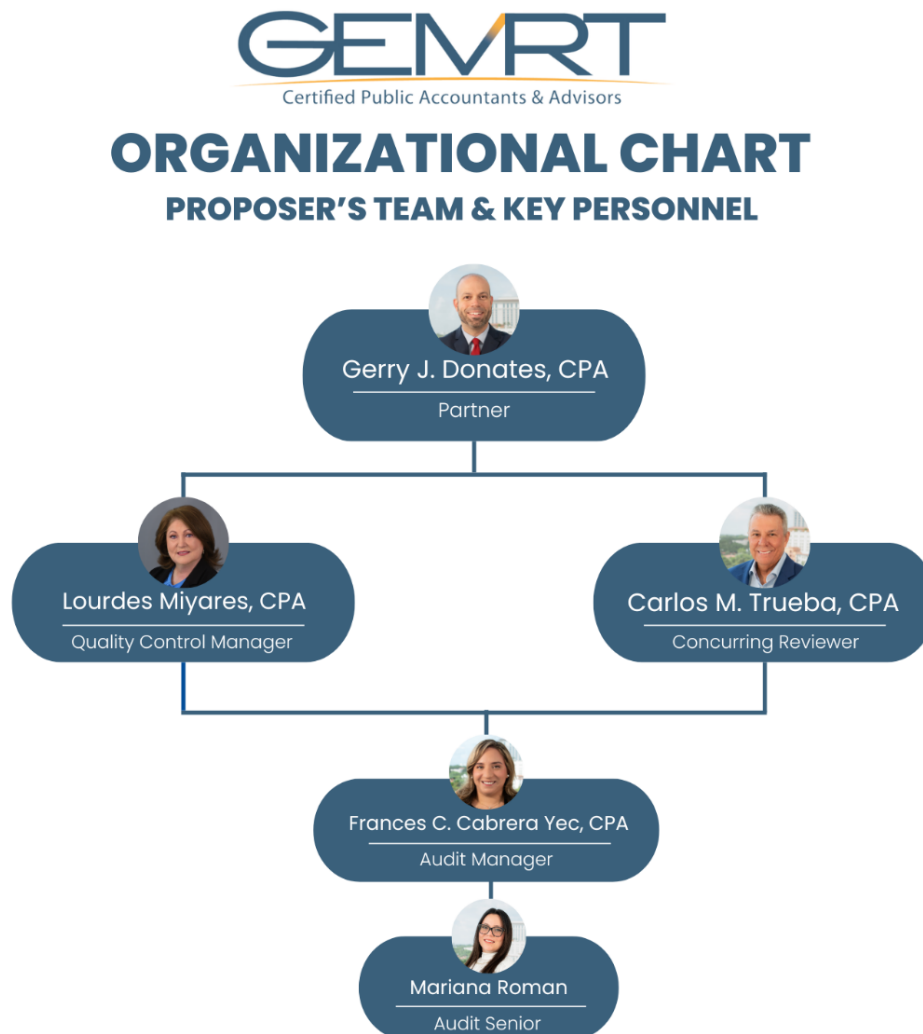 GEMRT
Certified Public Accountants & Advisors
ORGANIZATIONAL CHART
PROPOSER'S TEAM & KEY PERSONNEL
Gerry J. Donates, CPA
Partner
Lourdes Miyares, CPA
Quality Control Manager
Carlos M. Trueba, CPA
Concurring Reviewer
Frances C. Cabrera Yec, CPA
Audit Manager
Mariana Roman
Audit Senior